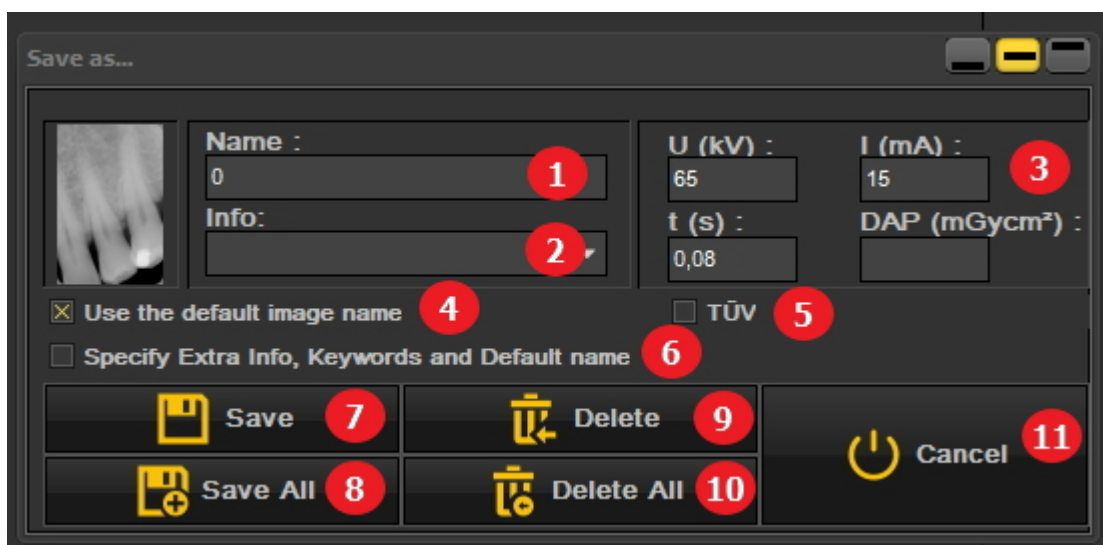 Save as...
Name :
0
1
Info:
2
U (kV) :
65
I (mA) :
15
3
t (s) :
0,08
DAP (mGycm²) :
Use the default image name
4
TÜV
5
Specify Extra Info, Keywords and Default name
6
Save
7
Delete
9
Cancel
11
Save All
8
Delete All
10